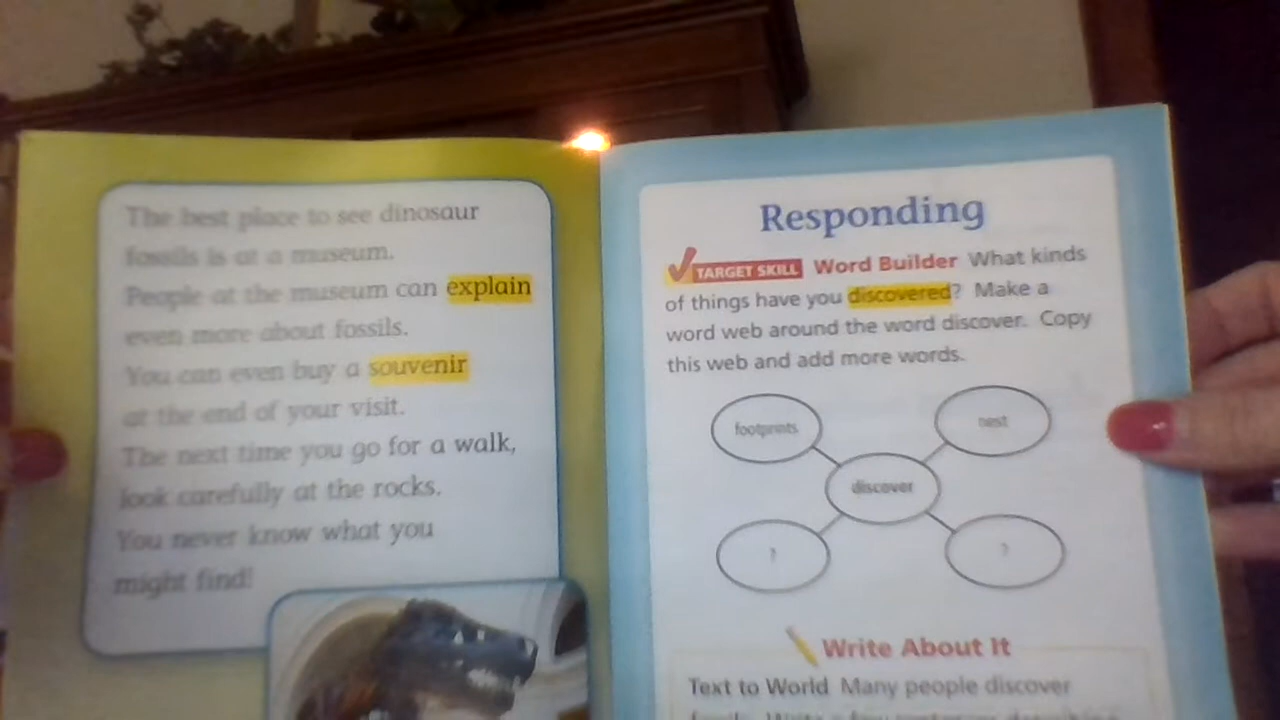 The best place to see dinosaur
fossils is at a museum.
People at the museum can explain
even more about fossils.
You can even buy a souvenir
at the end of your visit.
The next time you go for a walk,
look carefully at the rocks.
You never know what you
might find!
Responding
TARGET SKILL Word Builder What kinds
of things have you discovered? Make a
word web around the word discover. Copy
this web and add more words.
footprints
nest
discover
?
?
Write About It
Text to World Many people discover